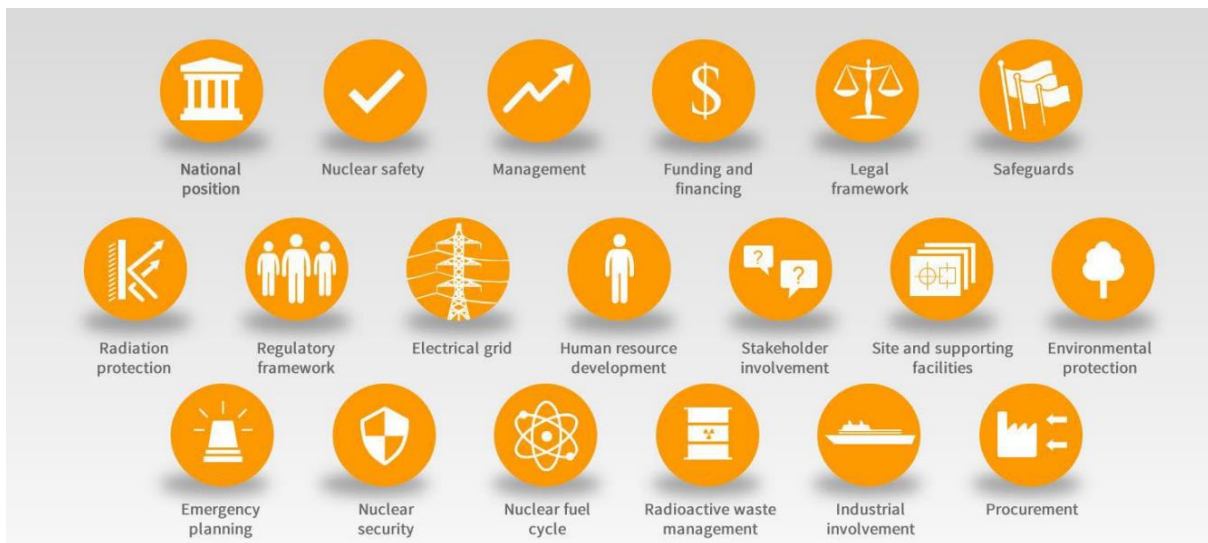 National
position
Nuclear safety
Management
$
Funding and
financing
Legal
framework
Safeguards
Radiation
protection
Regulatory
framework
Electrical grid
Human resource
development
?
?
Stakeholder
involvement
Site and supporting
facilities
Environmental
protection
Emergency
planning
Nuclear
security
Nuclear fuel
cycle
Radioactive waste
management
Industrial
involvement
Procurement